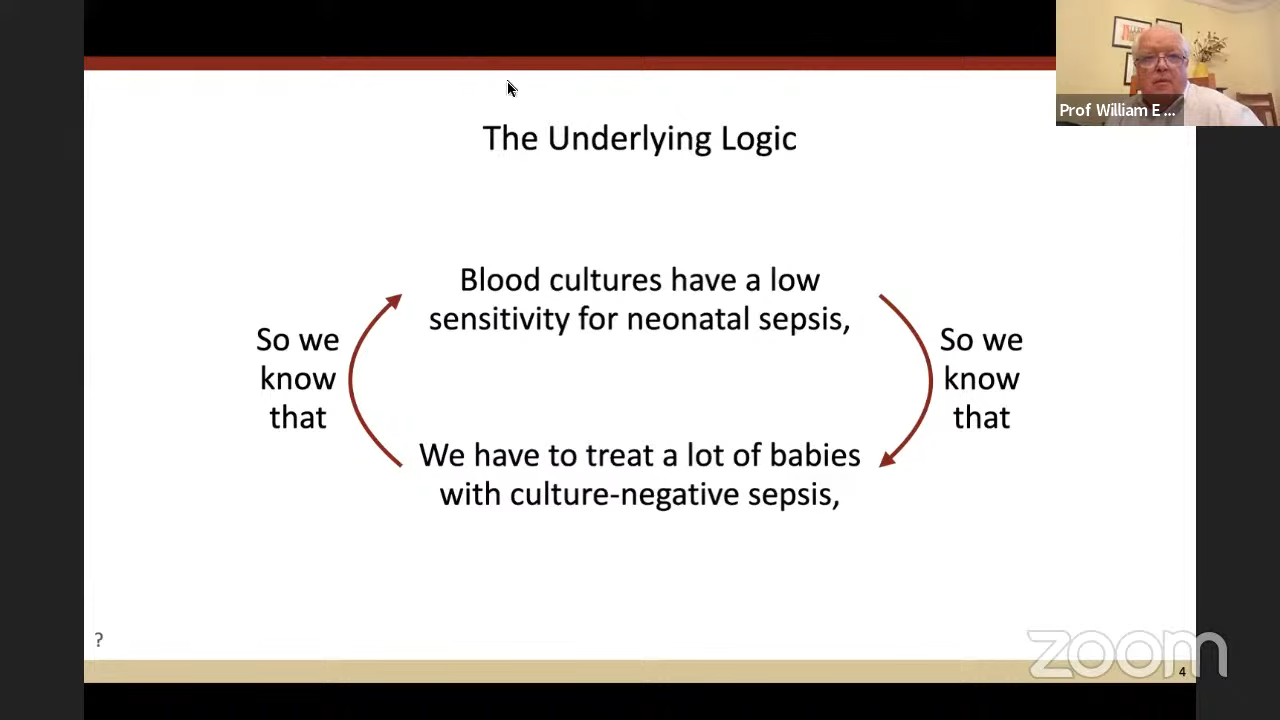 Prof William E ...
The Underlying Logic
Blood cultures have a low
sensitivity for neonatal sepsis,
So we
know
that
So we
know
that
We have to treat a lot of babies
with culture-negative sepsis,
?
zoom
4